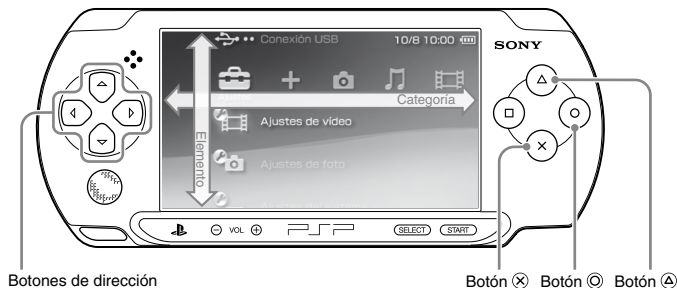 Conexión USB 10/8 10:00
SONY
Categoría
Elemento
Ajustes de vídeo
Ajustes de foto
VOL
PSP
SELECT START
Botones de dirección
Botón Botón Botón